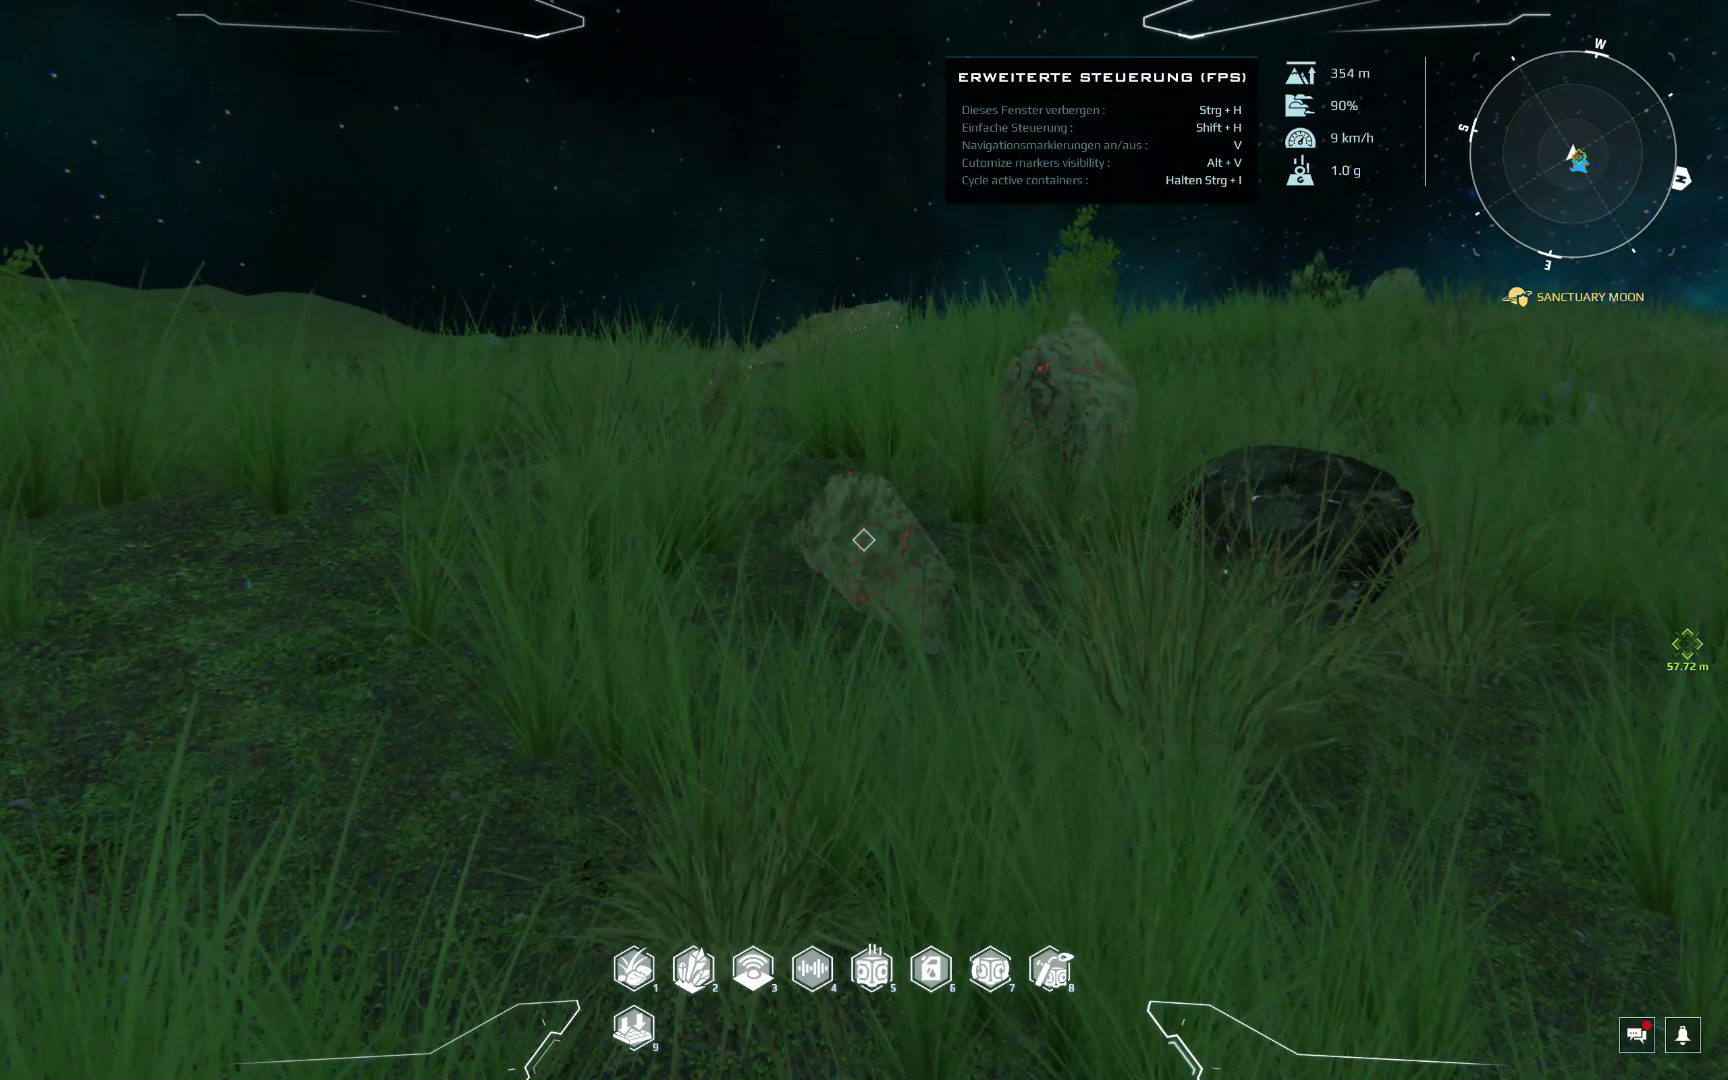 ERWEITERTE STEUERUNG (FPS)
Dieses Fenster verbergen : Strg + H
Einfache Steuerung : Shift + H
Navigationsmarkierungen an/aus : V
Cutomize markers visibility : Alt + V
Cycle active containers : Halten Strg + I
354 m
90%
9 km/h
1.0 g
G
W
S
N
E
SANCTUARY MOON
57.72 m
1
2
3
4
5
6
7
8
9